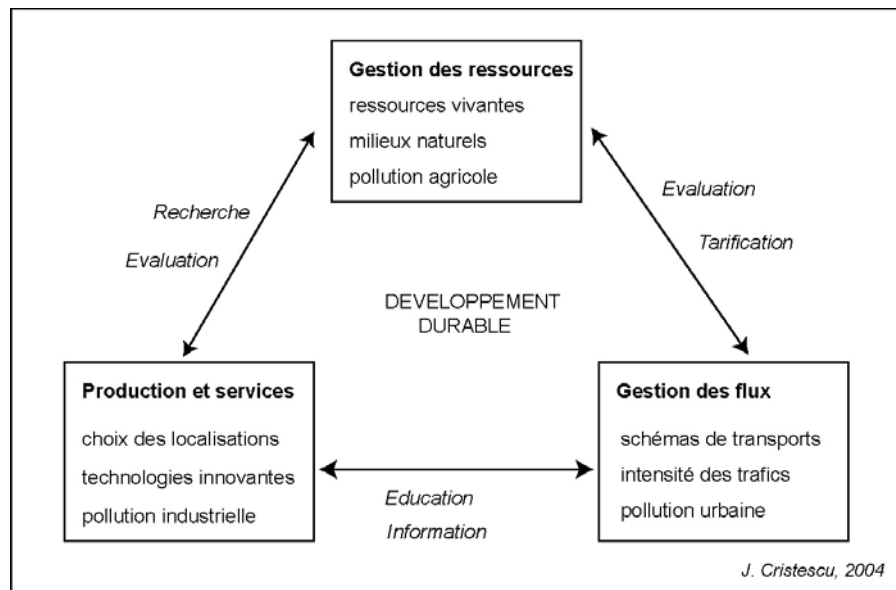 Gestion des ressources
ressources vivantes
milieux naturels
pollution agricole
Recherche
Evaluation
Evaluation
Tarification
DEVELOPPEMENT
DURABLE
Production et services
choix des localisations
technologies innovantes
pollution industrielle
Gestion des flux
schémas de transports
intensité des trafics
pollution urbaine
Education
Information
J. Cristescu, 2004